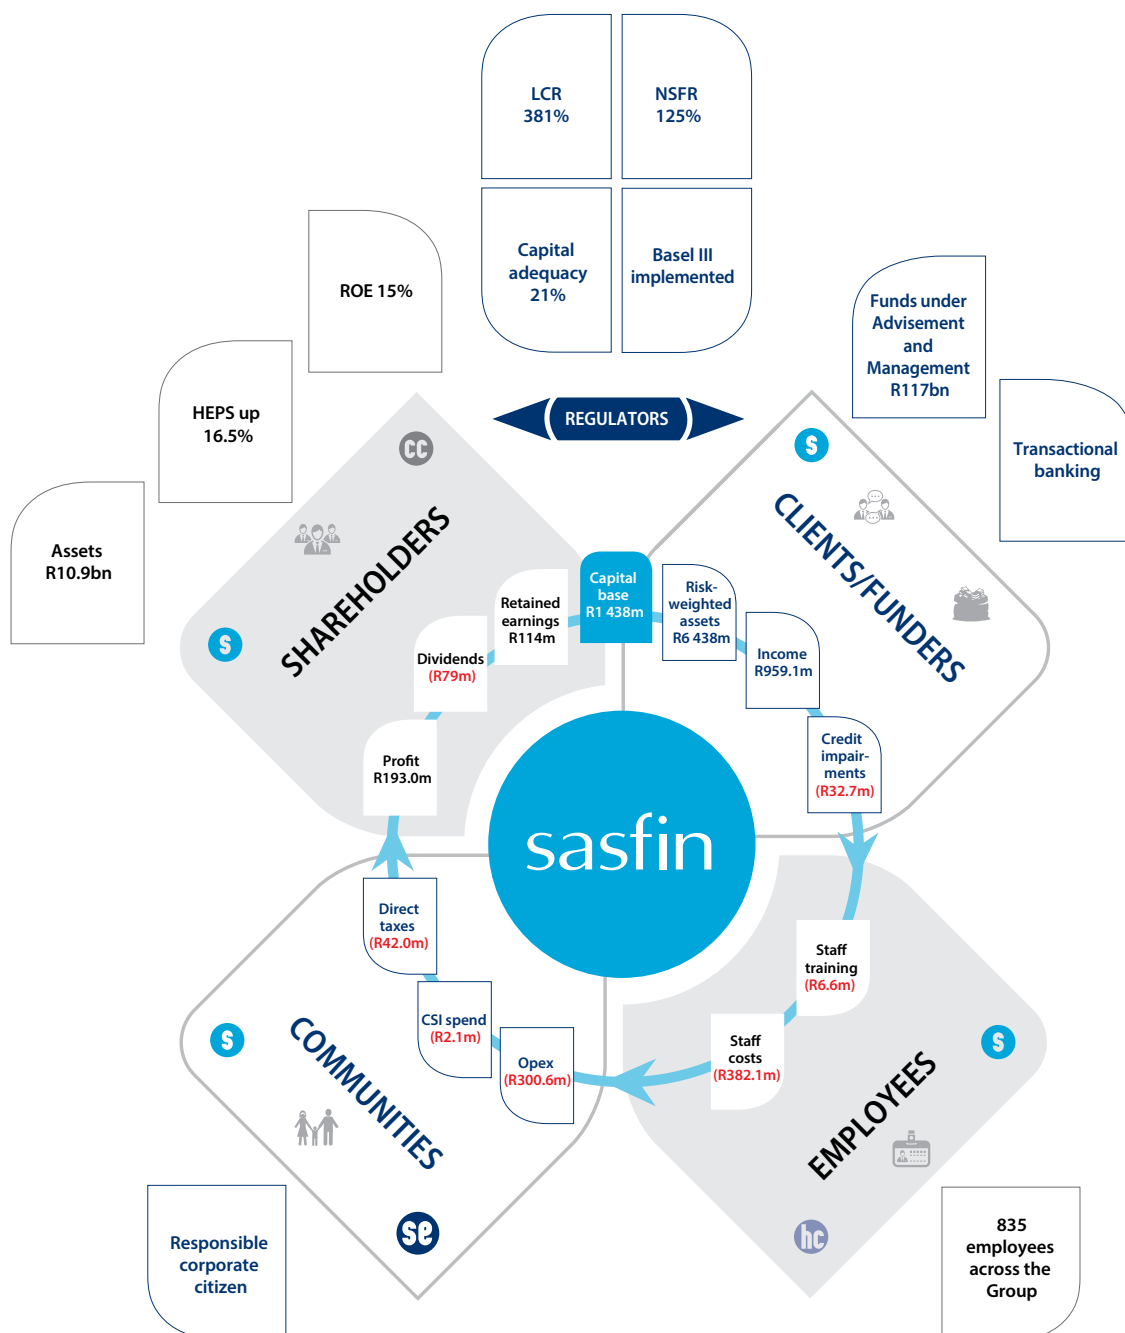 LCR
381%
NSFR
125%
Capital
adequacy
21%
Basel III
implemented
ROE 15%
HEPS up
16.5%
Assets
R10.9bn
REGULATORS
Funds under
Advisement
and
Management
R117bn
Transactional
banking
cc
SHAREHOLDERS
s
s
CLIENTS/FUNDERS
Capital
base
R1 438m
Risk-
weighted
assets
R6 438m
Income
R959.1m
Credit
impair-
ments
(R32.7m)
Retained
earnings
R114m
Dividends
(R79m)
Profit
R193.0m
sasfin
Staff
training
(R6.6m)
Staff
costs
(R382.1m)
Opex
(R300.6m)
CSI spend
(R2.1m)
Direct
taxes
(R42.0m)
s
COMMUNITIES
se
s
EMPLOYEES
hc
Responsible
corporate
citizen
835
employees
across the
Group